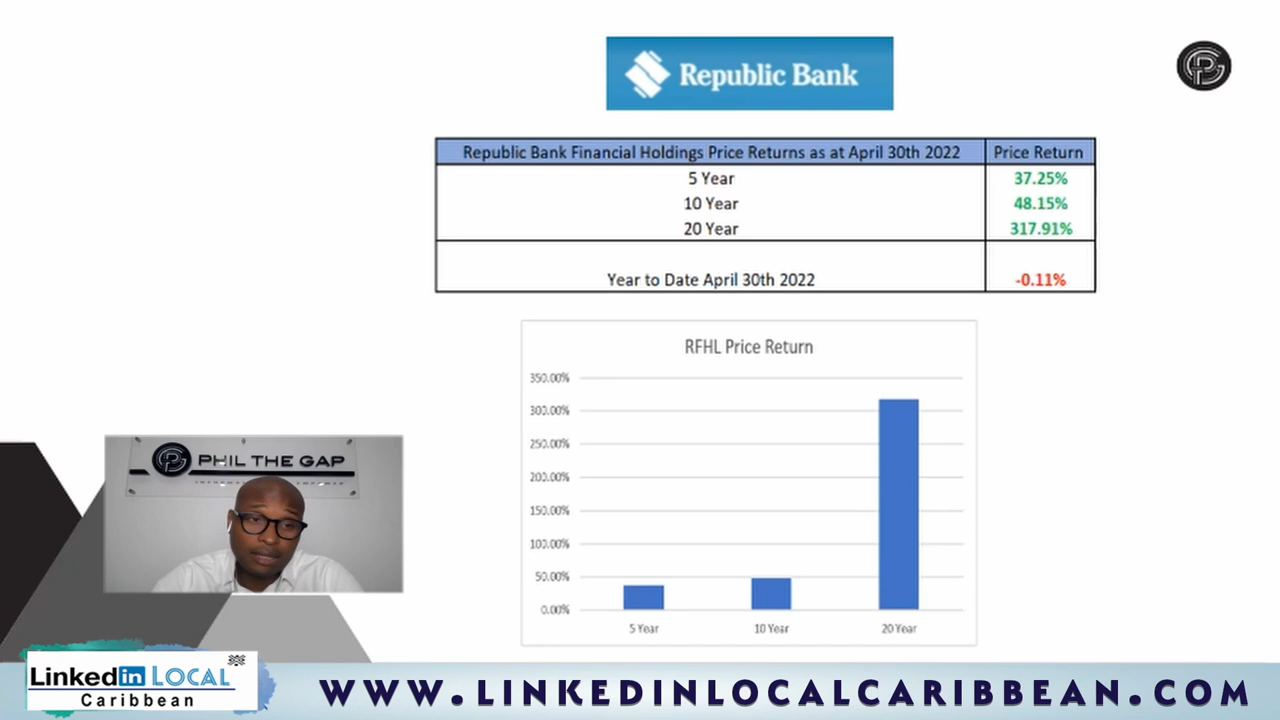 Republic Bank
Republic Bank Financial Holdings Price Returns as at April 30th 2022 Price Return
5 Year 37.25%
10 Year 48.15%
20 Year 317.91%
Year to Date April 30th 2022 -0.11%
RFHL Price Return
350.00%
300.00%
250.00%
200.00%
150.00%
100.00%
50.00%
0.00%
5 Year 10 Year 20 Year
PHIL THE GAP
Linkedin LOCAL
Caribbean
WWW.LINKEDINLOCALCARIBBEAN.COM